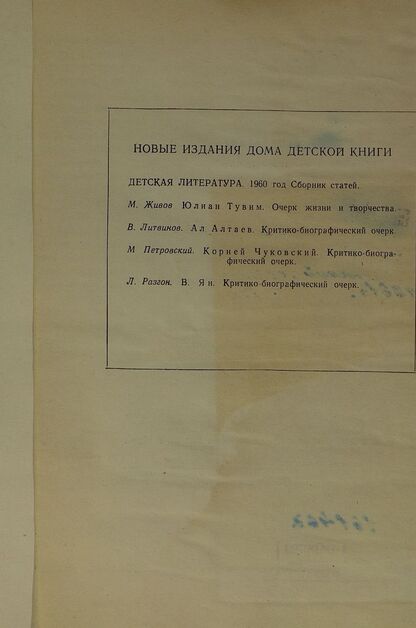 НОВЫЕ ИЗДАНИЯ ДОМА ДЕТСКОЙ КНИГИ
ДЕТСКАЯ ЛИТЕРАТУРА. 1960 год Сборник статей.
М. Живов Юлиан Тувим. Очерк жизни и творчества.
В. Литвинов. Ал Алтаев. Критико-биографический очерк.
М Петровский. Корней Чуковский. Критико-биогра-
фический очерк.
Л. Разгон. В. Ян. Критико-биографический очерк.